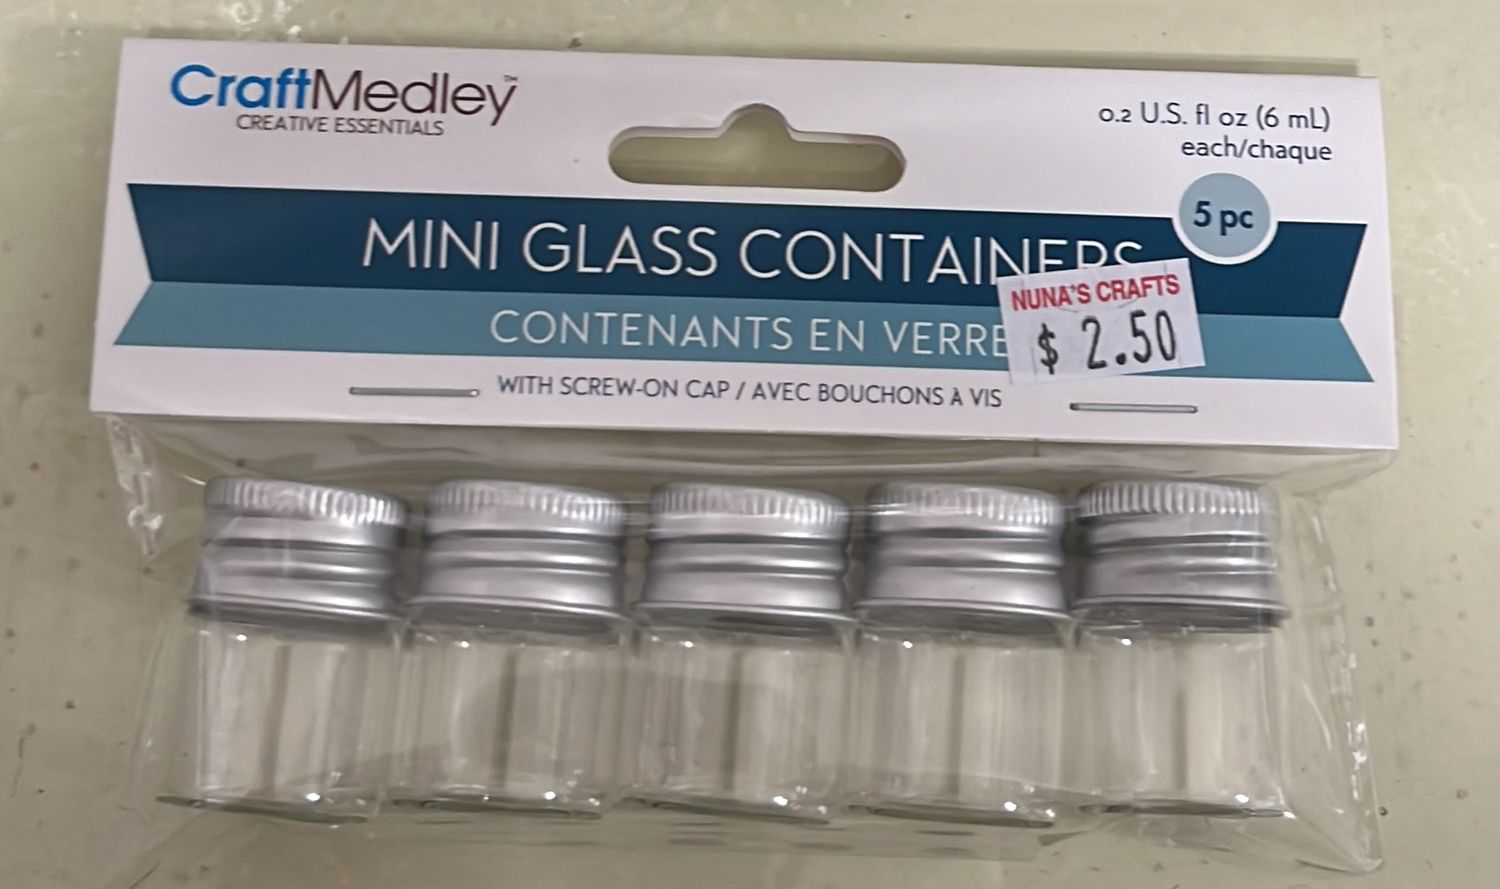 CraftMedley™
CREATIVE ESSENTIALS
0.2 U.S. fl oz (6 mL)
each/chaque
5 pc
MINI GLASS CONTAINERS
CONTENANTS EN VERRE
NUNA'S CRAFTS
$ 2.50
WITH SCREW-ON CAP / AVEC BOUCHONS À VIS